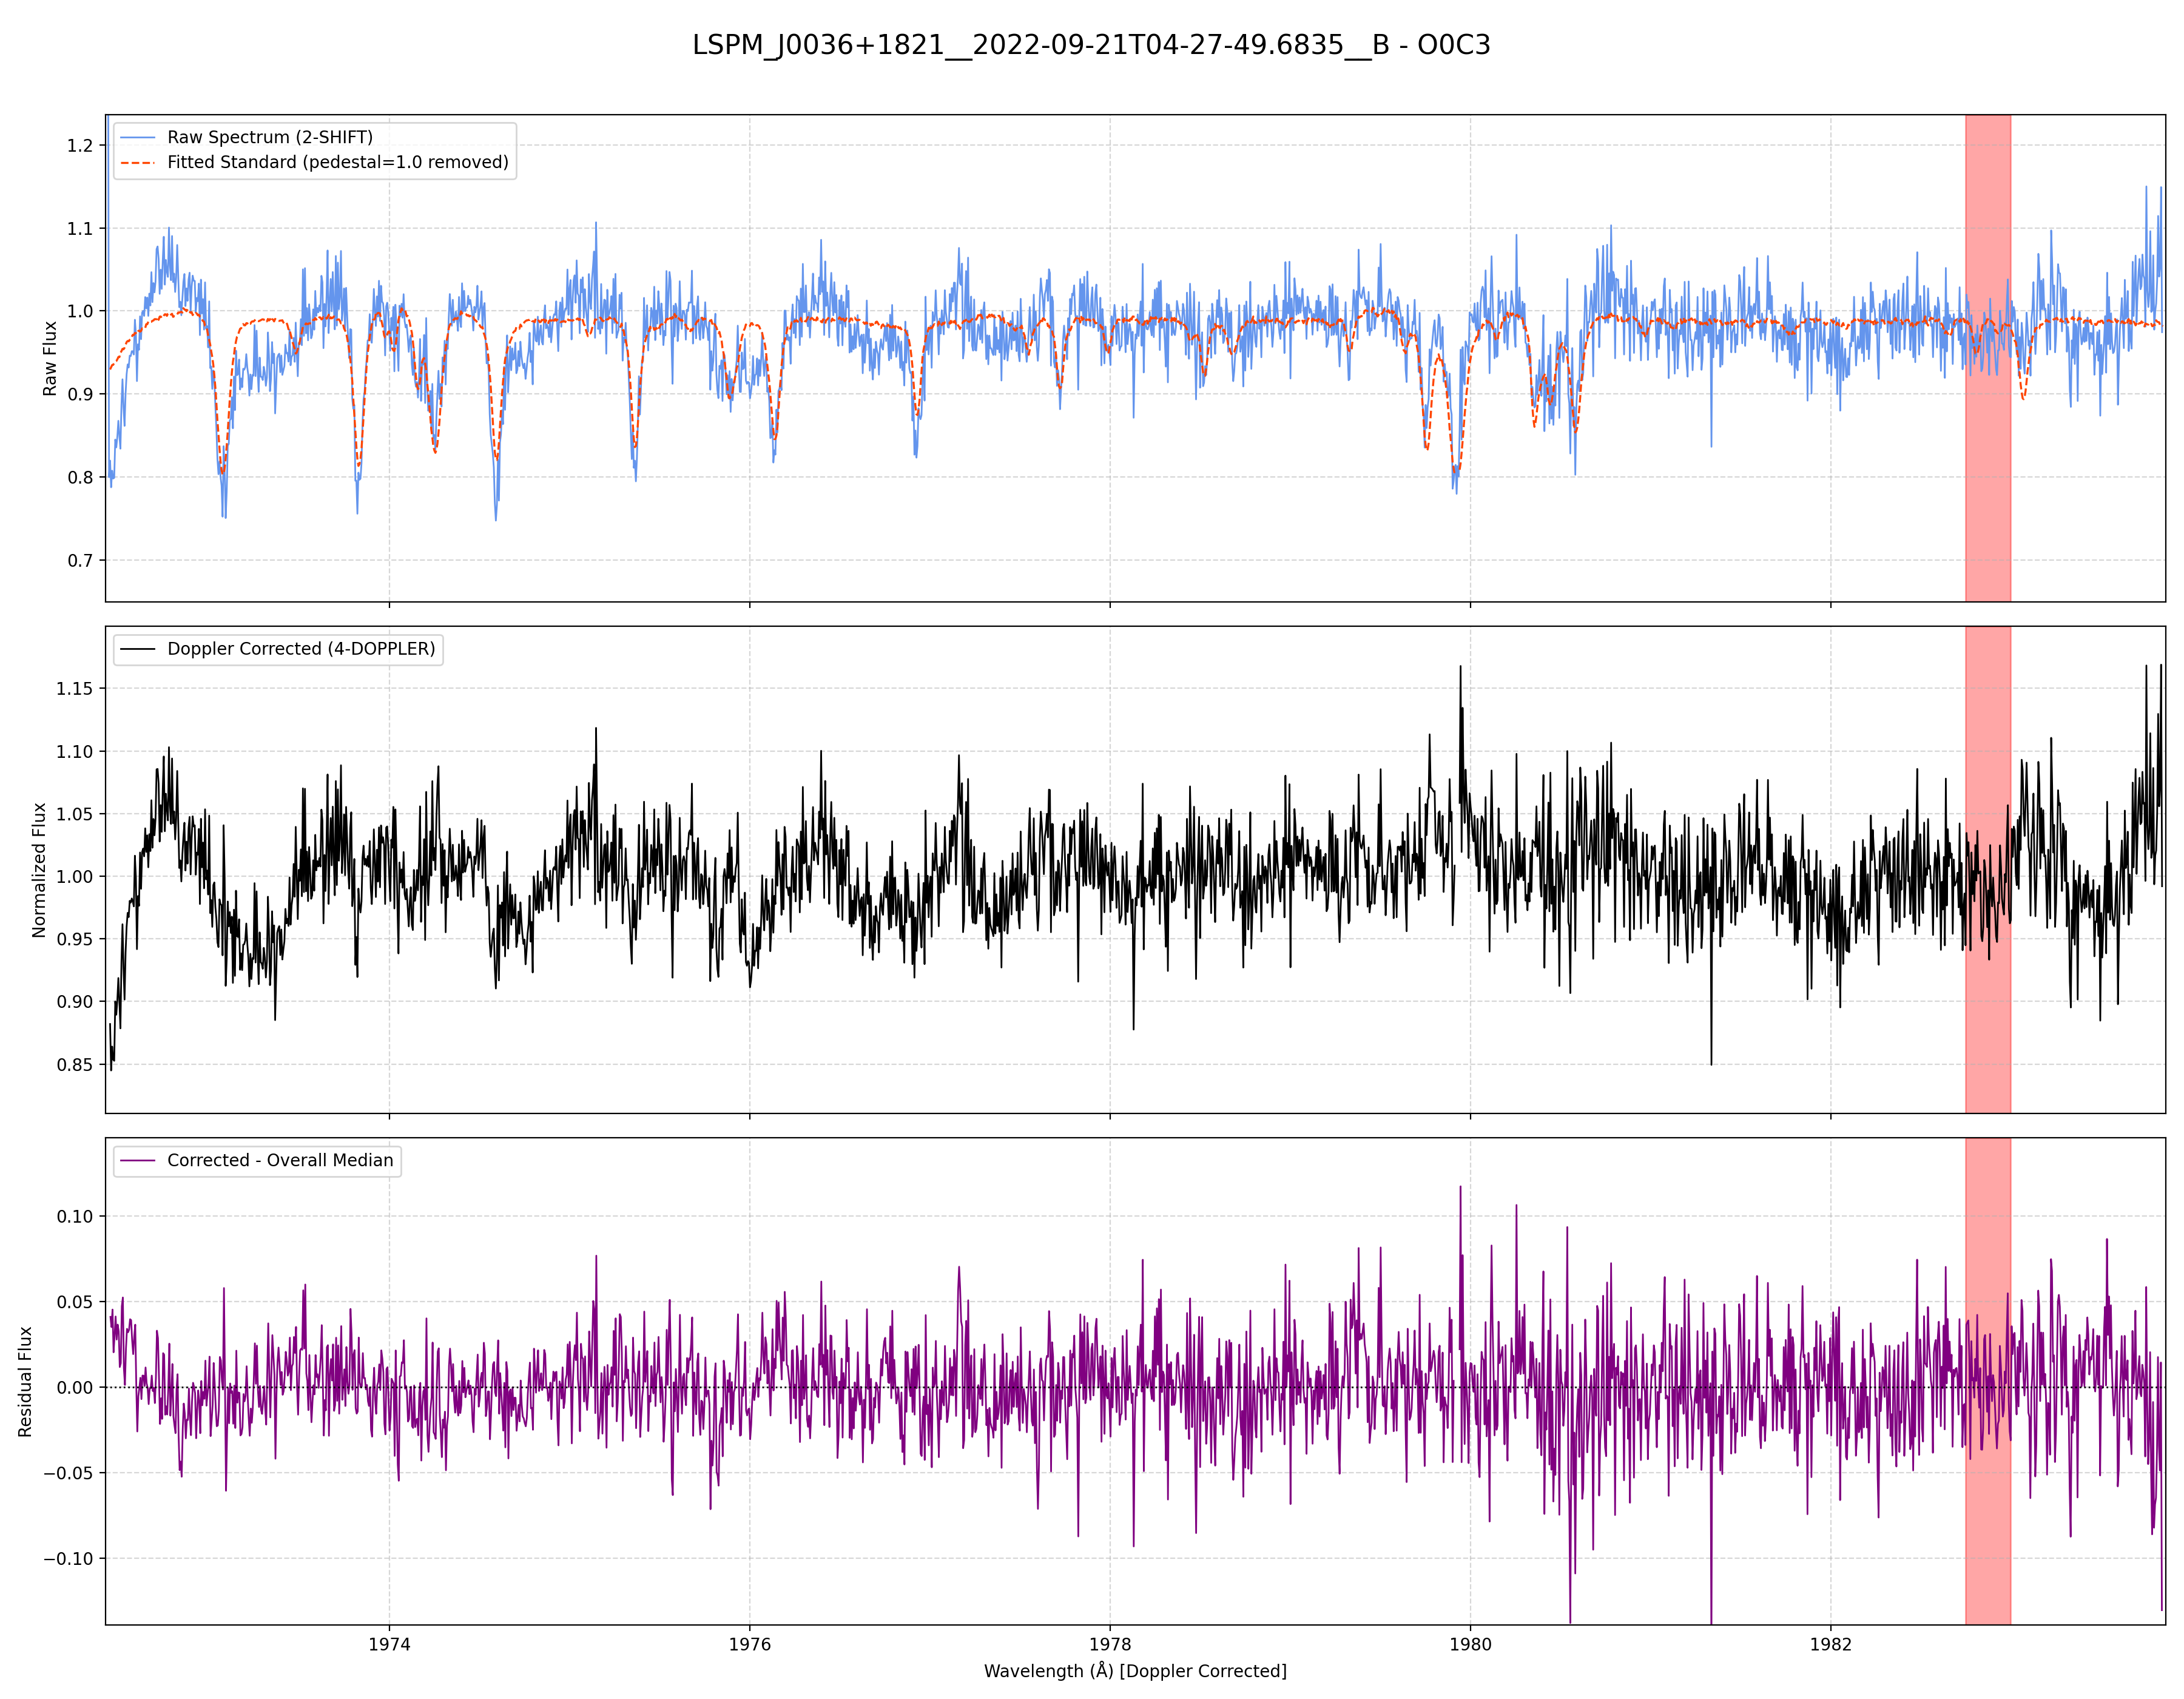 LSPM_J0036+1821__2022-09-21T04-27-49.6835__B - O0C3
Raw Spectrum (2-SHIFT)
Fitted Standard (pedestal=1.0 removed)
Raw Flux
1.2
1.1
1.0
0.9
0.8
0.7
Doppler Corrected (4-DOPPLER)
Normalized Flux
1.15
1.10
1.05
1.00
0.95
0.90
0.85
Corrected - Overall Median
Residual Flux
0.10
0.05
0.00
−0.05
−0.10
1974 1976 1978 1980 1982
Wavelength (Å) [Doppler Corrected]